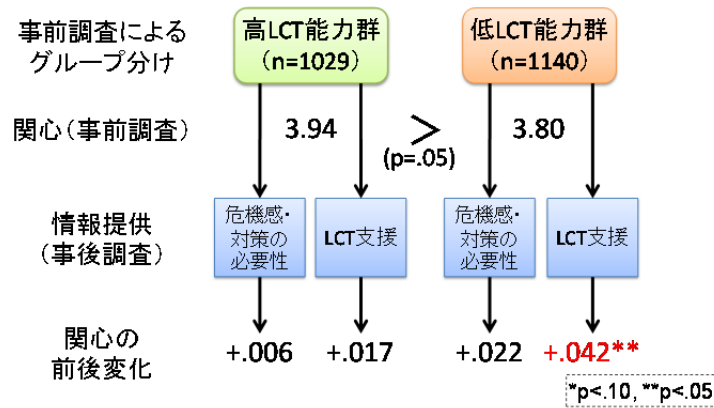 事前調査による
グループ分け
高LCT能力群
（n=1029）
低LCT能力群
（n=1140）
関心（事前調査）
3.94
＞
(p=.05)
3.80
情報提供
（事後調査）
危機感・
対策の
必要性
LCT支援
危機感・
対策の
必要性
LCT支援
関心の
前後変化
+.006
+.017
+.022
+.042**
*p<.10, **p<.05